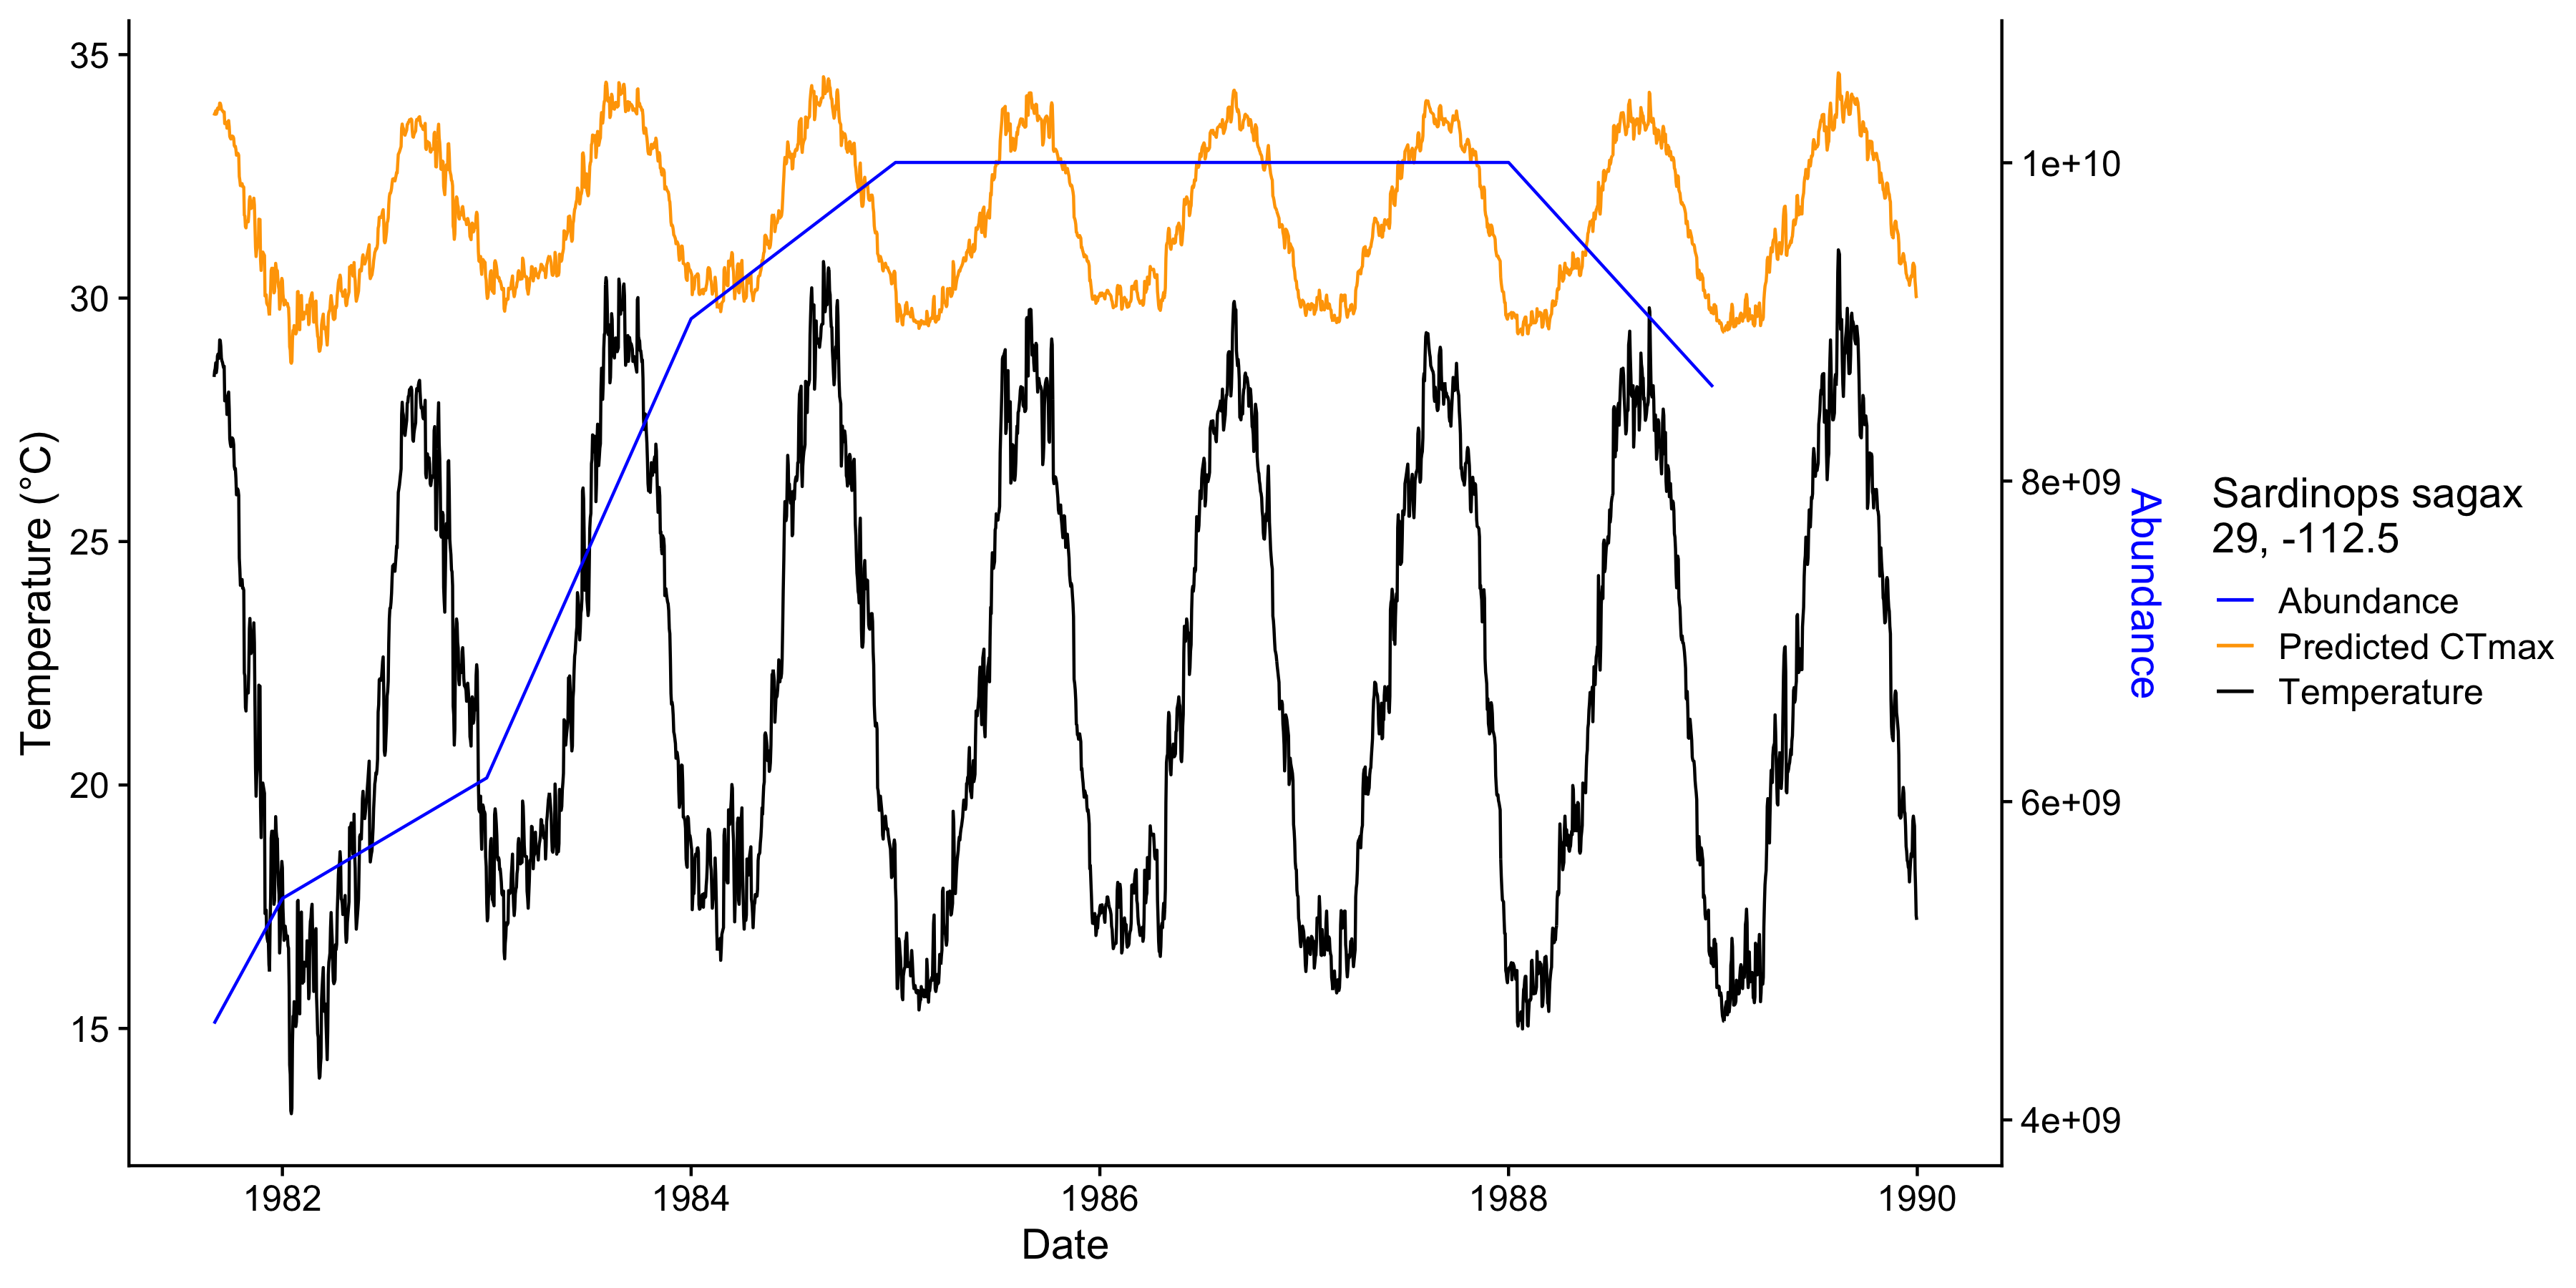 35
30
25
20
15
Temperature (°C)
1982
1984
1986
1988
1990
Date
1e+10
8e+09
6e+09
4e+09
Abundance
Sardinops sagax
29, -112.5
Abundance
Predicted CTmax
Temperature